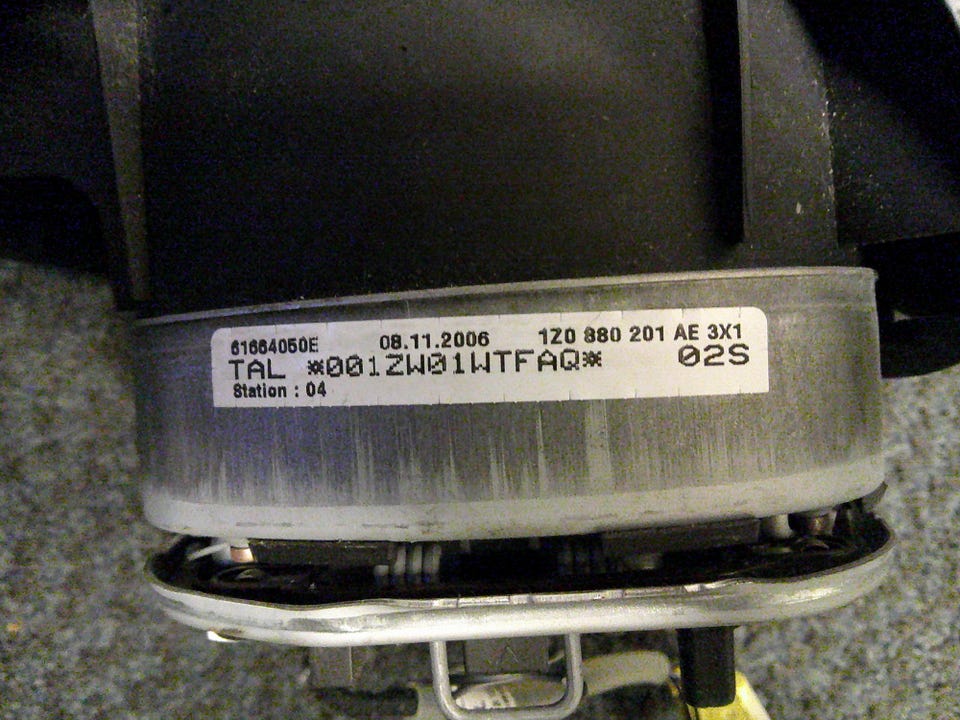 61664050E 08.11.2006 1Z0 880 201 AE 3X1
TAL *001ZW01WTFAQ* 02S
Station : 04